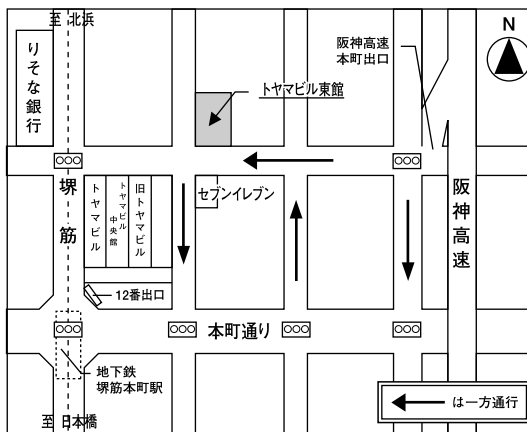 至 北浜
りそな銀行
阪神高速
本町出口
N
トヤマビル東館
堺筋
トヤマビル
トヤマビル
中央館
旧トヤマビル
セブンイレブン
阪神高速
12番出口
本町通り
地下鉄
堺筋本町駅
は一方通行
至 日本橋